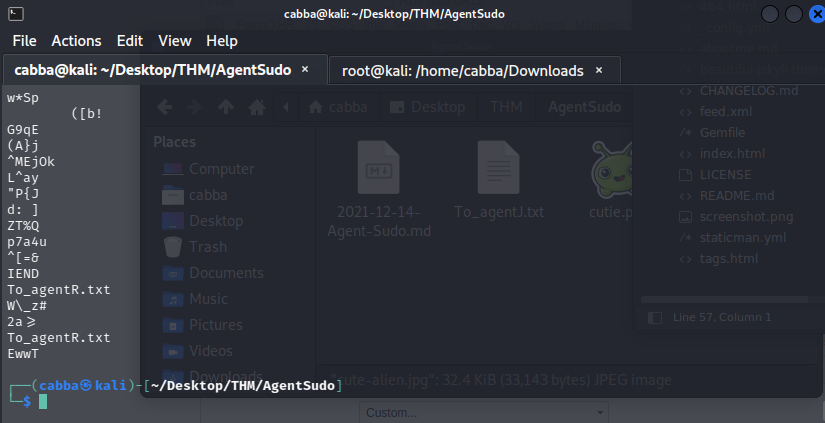 cabba@kali: ~/Desktop/THM/AgentSudo
File Actions Edit View Help
cabba@kali: ~/Desktop/THM/AgentSudo ×
root@kali: /home/cabba/Downloads ×
w*Sp
([b!
G9qE
(A}j
^MEjOk
L^ay
"P{J
d: ]
ZT%Q
p7a4u
^[=&
IEND
To_agentR.txt
W\_z#
2a⩾
To_agentR.txt
EwwT
┌──(cabba㉿kali)-[~/Desktop/THM/AgentSudo]
└─$
cabba Desktop THM AgentSudo
Places
Computer
cabba
Desktop
Trash
Documents
Music
Pictures
Videos
Downloads
2021-12-14-
Agent-Sudo.md
To_agentJ.txt
cutie.p
"cute-alien.jpg": 32.4 KiB (33,143 bytes) JPEG image
Custom...
CHANGELOG.md
feed.xml
Gemfile
index.html
LICENSE
README.md
screenshot.png
staticman.yml
tags.html
Line 57, Column 1